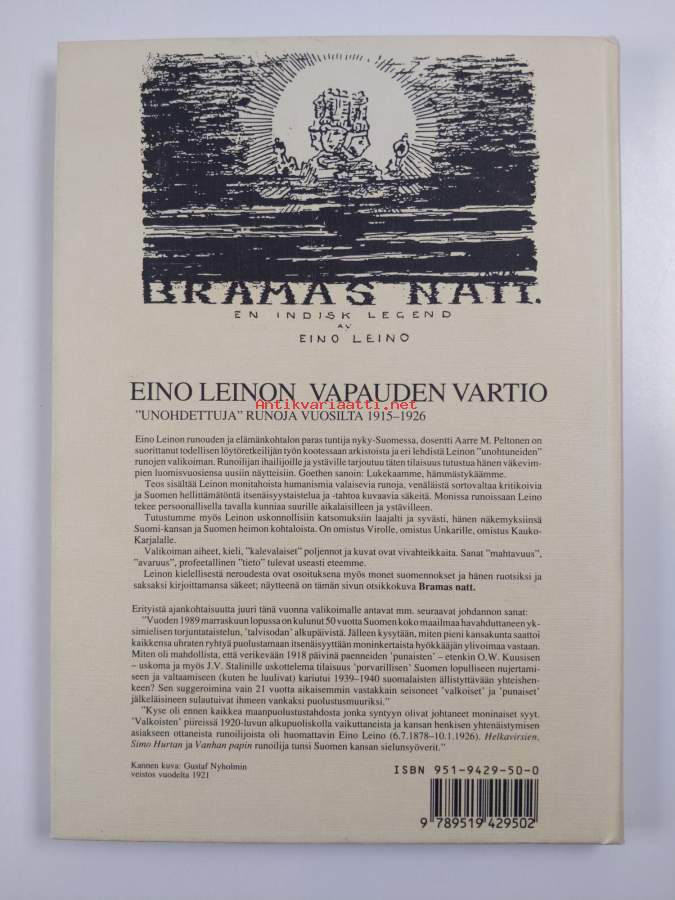 BRAMAS NATT.
EN INDISK LEGEND
AV
EINO LEINO
EINO LEINON VAPAUDEN VARTIO
Antikvariaatti.net
"UNOHDETTUJA" RUNOJA VUOSILTA 1915–1926
Eino Leinon runouden ja elämänkohtalon paras tuntija nyky-Suomessa, dosentti Aarre M. Peltonen on
suorittanut todellisen löytöretkeilijän työn kootessaan arkistoista ja eri lehdistä Leinon "unohtuneiden"
runojen valikoiman. Runoilijan ihailijoille ja ystäville tarjoutuu täten tilaisuus tutustua hänen väkevim-
pien luomisvuosiensa uusiin näytteisiin. Goethen sanoin: Lukekaamme, hämmästykäämme.
Teos sisältää Leinon monitahoista humanismia valaisevia runoja, venäläistä sortovaltaa kritikoivia
ja Suomen hellittämätöntä itsenäisyystaistelua ja -tahtoa kuvaavia säkeitä. Monissa runoissaan Leino
tekee persoonallisella tavalla kunniaa suurille aikalaisilleen ja ystävilleen.
Tutustumme myös Leinon uskonnollisiin katsomuksiin laajalti ja syvästi, hänen näkemyksiinsä
Suomi-kansan ja Suomen heimon kohtaloista. On omistus Virolle, omistus Unkarille, omistus Kauko-
Karjalalle.
Valikoiman aiheet, kieli, "kalevalaiset" poljennot ja kuvat ovat vivahteikkaita. Sanat "mahtavuus",
"avaruus", profeetallinen "tieto" tulevat useasti eteemme.
Leinon kielellisestä neroudesta ovat osoituksena myös monet suomennokset ja hänen ruotsiksi ja
saksaksi kirjoittamansa säkeet; näytteenä on tämän sivun otsikkokuva Bramas natt.
Erityistä ajankohtaisuutta juuri tänä vuonna valikoimalle antavat mm. seuraavat johdannon sanat:
"Vuoden 1989 marraskuun lopussa on kulunut 50 vuotta Suomen koko maailmaa havahduttaneen yk-
simielisen torjuntataistelun, 'talvisodan' alkupäivistä. Jälleen kysytään, miten pieni kansakunta saattoi
kaikkensa uhraten ryhtyä puolustamaan itsenäisyyttään moninkertaista hyökkääjän ylivoimaa vastaan.
Miten oli mahdollista, että verikevään 1918 päivinä paenneiden 'punaisten' – etenkin O.W. Kuusisen
– uskoma ja myös J.V. Stalinille uskottelema tilaisuus 'porvarillisen' Suomen lopulliseen nujertami-
seen ja valtaamiseen (kuten he luulivat) kariutui 1939–1940 suomalaisten ällistyttävään yhteishen-
keen? Sen suggeroimina vain 21 vuotta aikaisemmin vastakkain seisoneet 'valkoiset' ja 'punaiset'
jälkeläisineen sulautuivat ihmeen vankaksi puolustusmuuriksi."
"Kyse oli ennen kaikkea maanpuolustustahdosta jonka syntyyn olivat johtaneet moninaiset syyt.
'Valkoisten' piireissä 1920-luvun alkupuoliskolla vaikuttaneista ja kansan henkisen yhtenäistymisen
asiakseen ottaneista runoilijoista oli huomattavin Eino Leino (6.7.1878–10.1.1926). Helkavirsien,
Simo Hurtan ja Vanhan papin runoilija tunsi Suomen kansan sielunsyöverit."
Kannen kuva: Gustaf Nyholmin
veistos vuodelta 1921
ISBN 951-9429-50-0
9 789519 429502